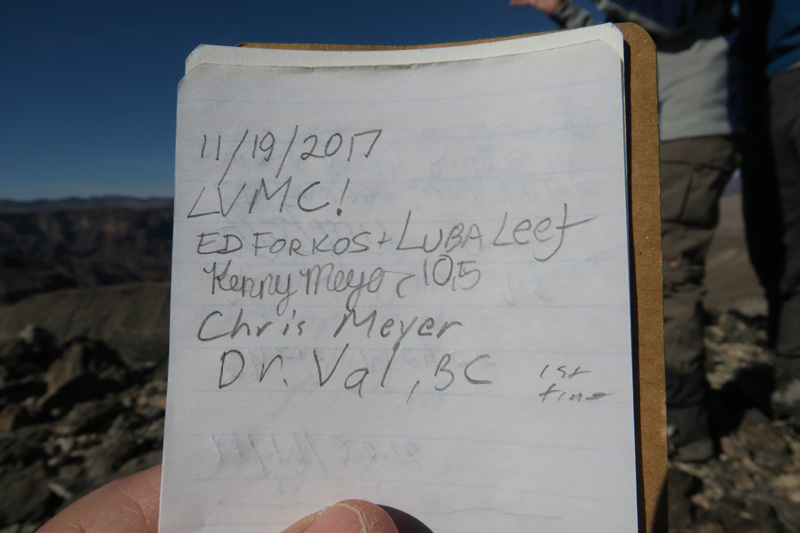 11/19/2017
LVMC!
ED FORKOS + LUBA Leef
Kenny Meyer 10.5
Chris Meyer
Dr. Val, BC 1st
time